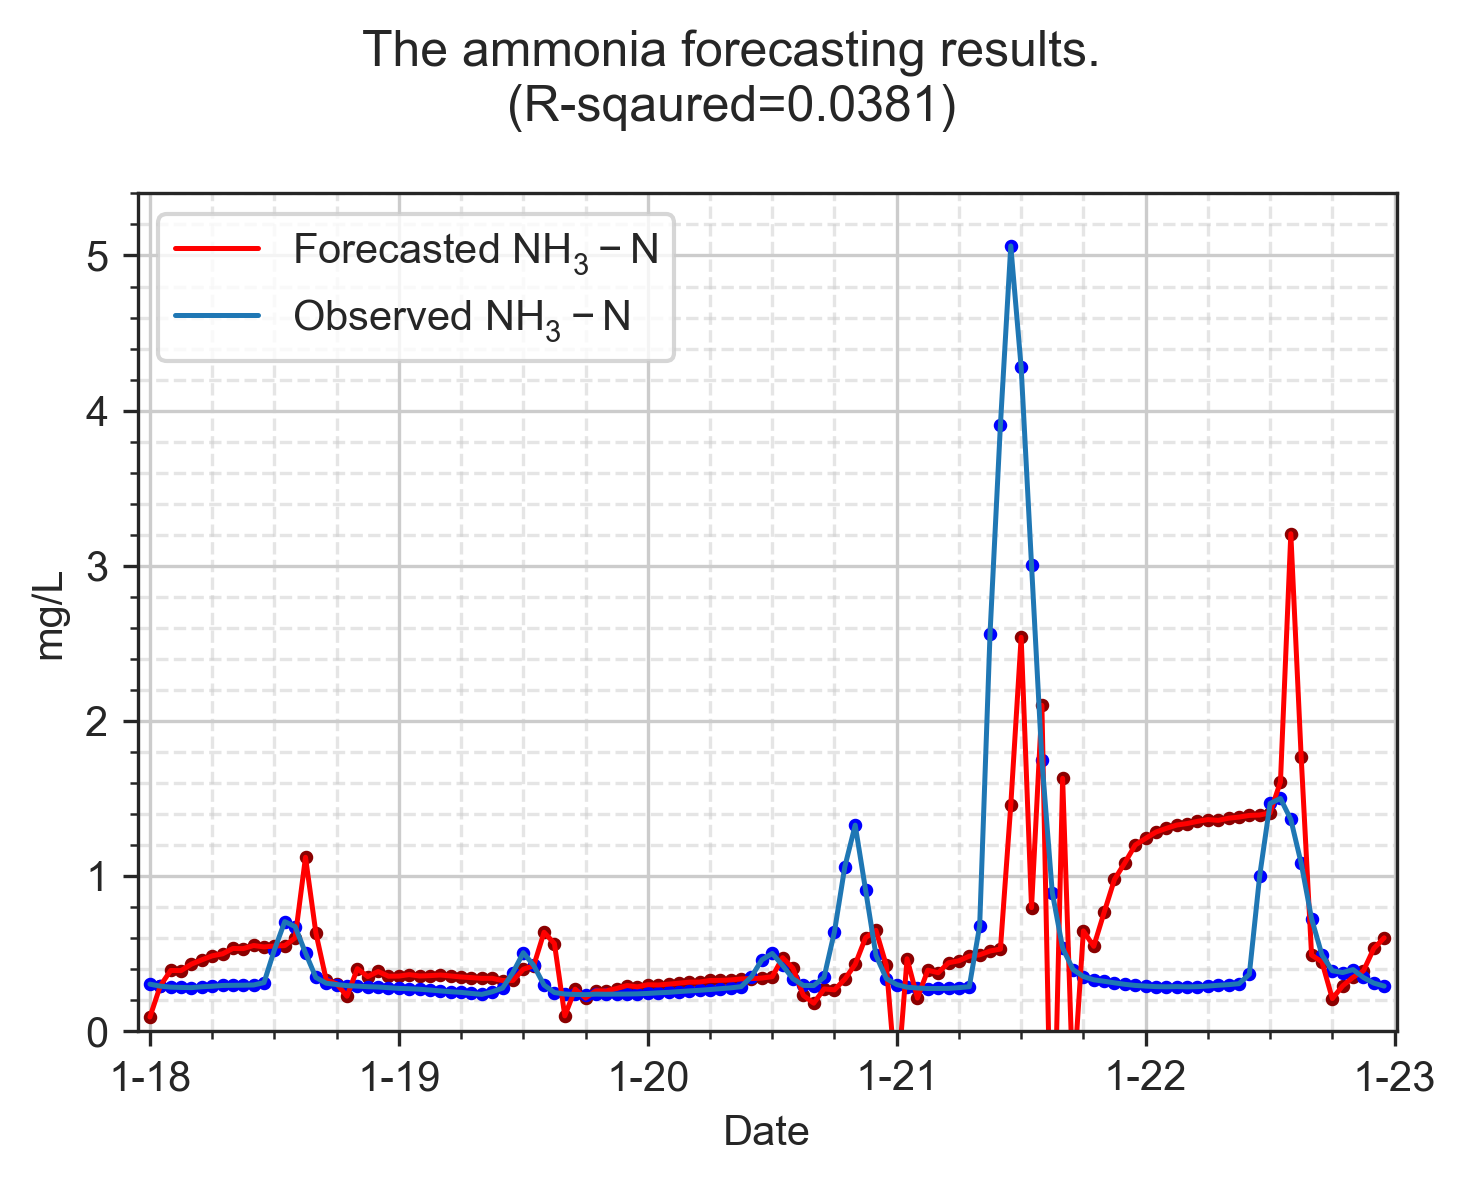 The ammonia forecasting results.
(R-sqaured=0.0381)
Forecasted NH₃ − N
Observed NH₃ − N
5
4
3
2
1
0
mg/L
1-18 1-19 1-20 1-21 1-22 1-23
Date